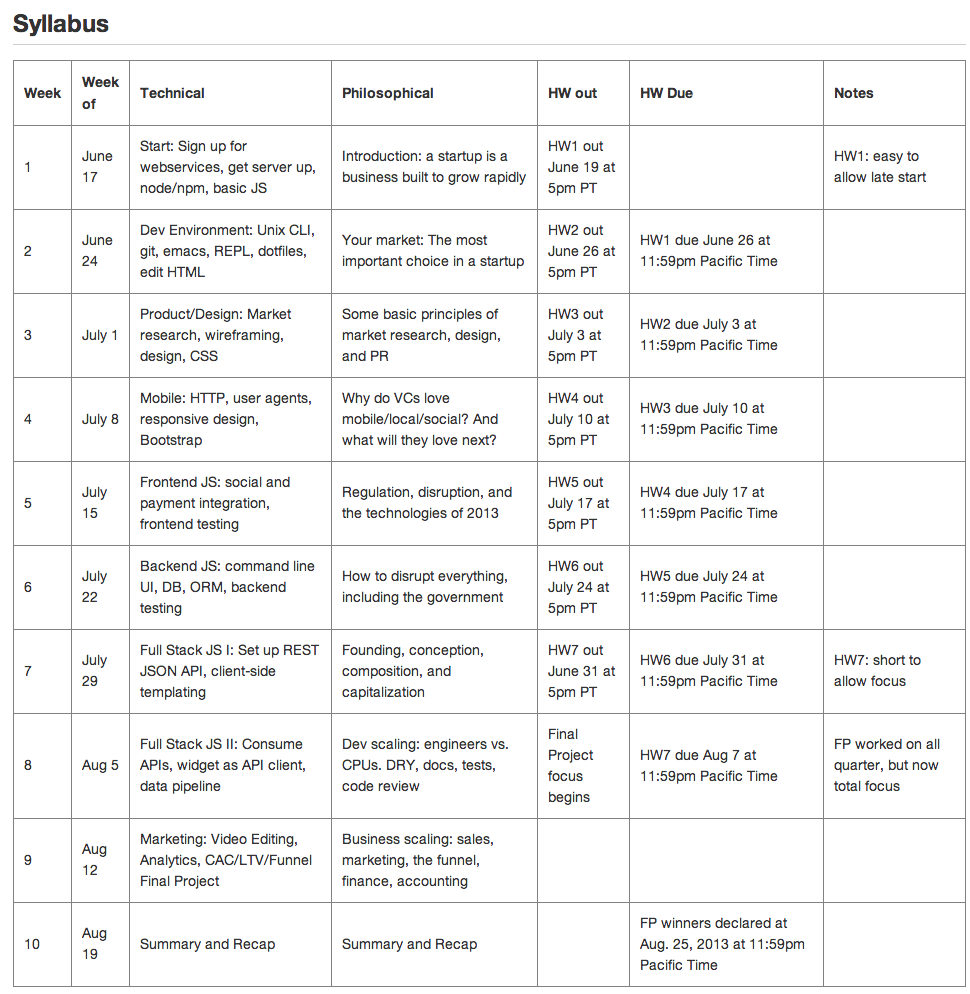 Syllabus
Week
Week
of
Technical
Philosophical
HW out
HW Due
Notes
1
June
17
Start: Sign up for
webservices, get server up,
node/npm, basic JS
Introduction: a startup is a
business built to grow rapidly
HW1 out
June 19 at
5pm PT
HW1: easy to
allow late start
2
June
24
Dev Environment: Unix CLI,
git, emacs, REPL, dotfiles,
edit HTML
Your market: The most
important choice in a startup
HW2 out
June 26 at
5pm PT
HW1 due June 26 at
11:59pm Pacific Time
3
July 1
Product/Design: Market
research, wireframing,
design, CSS
Some basic principles of
market research, design,
and PR
HW3 out
July 3 at
5pm PT
HW2 due July 3 at
11:59pm Pacific Time
4
July 8
Mobile: HTTP, user agents,
responsive design,
Bootstrap
Why do VCs love
mobile/local/social? And
what will they love next?
HW4 out
July 10 at
5pm PT
HW3 due July 10 at
11:59pm Pacific Time
5
July
15
Frontend JS: social and
payment integration,
frontend testing
Regulation, disruption, and
the technologies of 2013
HW5 out
July 17 at
5pm PT
HW4 due July 17 at
11:59pm Pacific Time
6
July
22
Backend JS: command line
UI, DB, ORM, backend
testing
How to disrupt everything,
including the government
HW6 out
July 24 at
5pm PT
HW5 due July 24 at
11:59pm Pacific Time
7
July
29
Full Stack JS I: Set up REST
JSON API, client-side
templating
Founding, conception,
composition, and
capitalization
HW7 out
June 31 at
5pm PT
HW6 due July 31 at
11:59pm Pacific Time
HW7: short to
allow focus
8
Aug 5
Full Stack JS II: Consume
APIs, widget as API client,
data pipeline
Dev scaling: engineers vs.
CPUs. DRY, docs, tests,
code review
Final
Project
focus
begins
HW7 due Aug 7 at
11:59pm Pacific Time
FP worked on all
quarter, but now
total focus
9
Aug
12
Marketing: Video Editing,
Analytics, CAC/LTV/Funnel
Final Project
Business scaling: sales,
marketing, the funnel,
finance, accounting
10
Aug
19
Summary and Recap
Summary and Recap
FP winners declared at
Aug. 25, 2013 at 11:59pm
Pacific Time